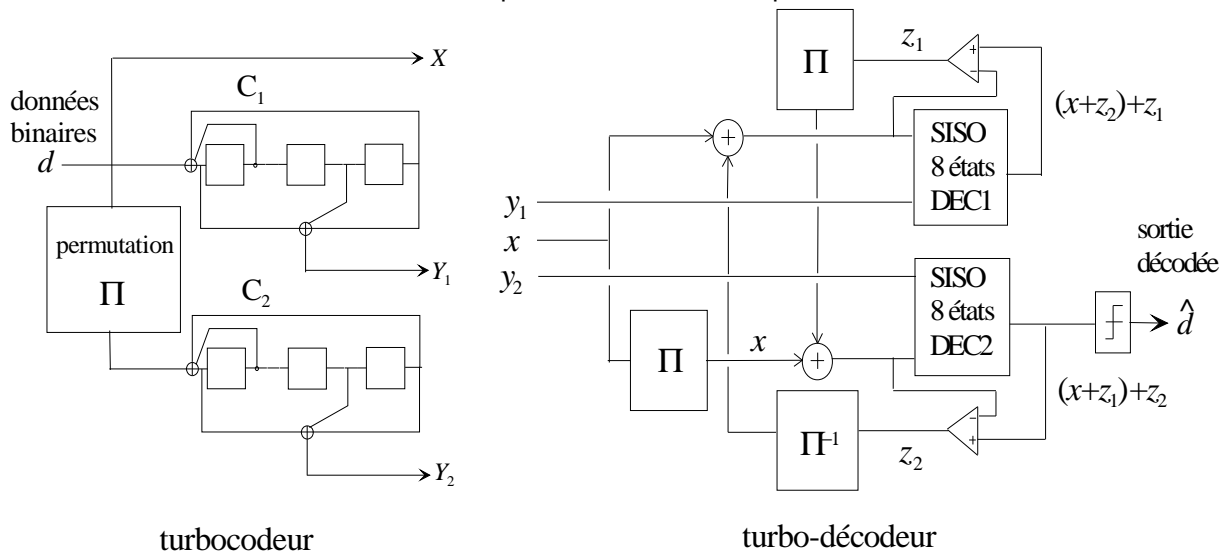 X
C₁
données
binaires
d
permutation
Π
Y₁
C₂
Y₂
turbocodeur
Π
z₁
+
−
(x+z₂)+z₁
+
SISO
8 états
DEC1
y₁
x
y₂
SISO
8 états
DEC2
sortie
décodée
d̂
Π
x
+
(x+z₁)+z₂
Π⁻¹
z₂
−
+
turbo-décodeur